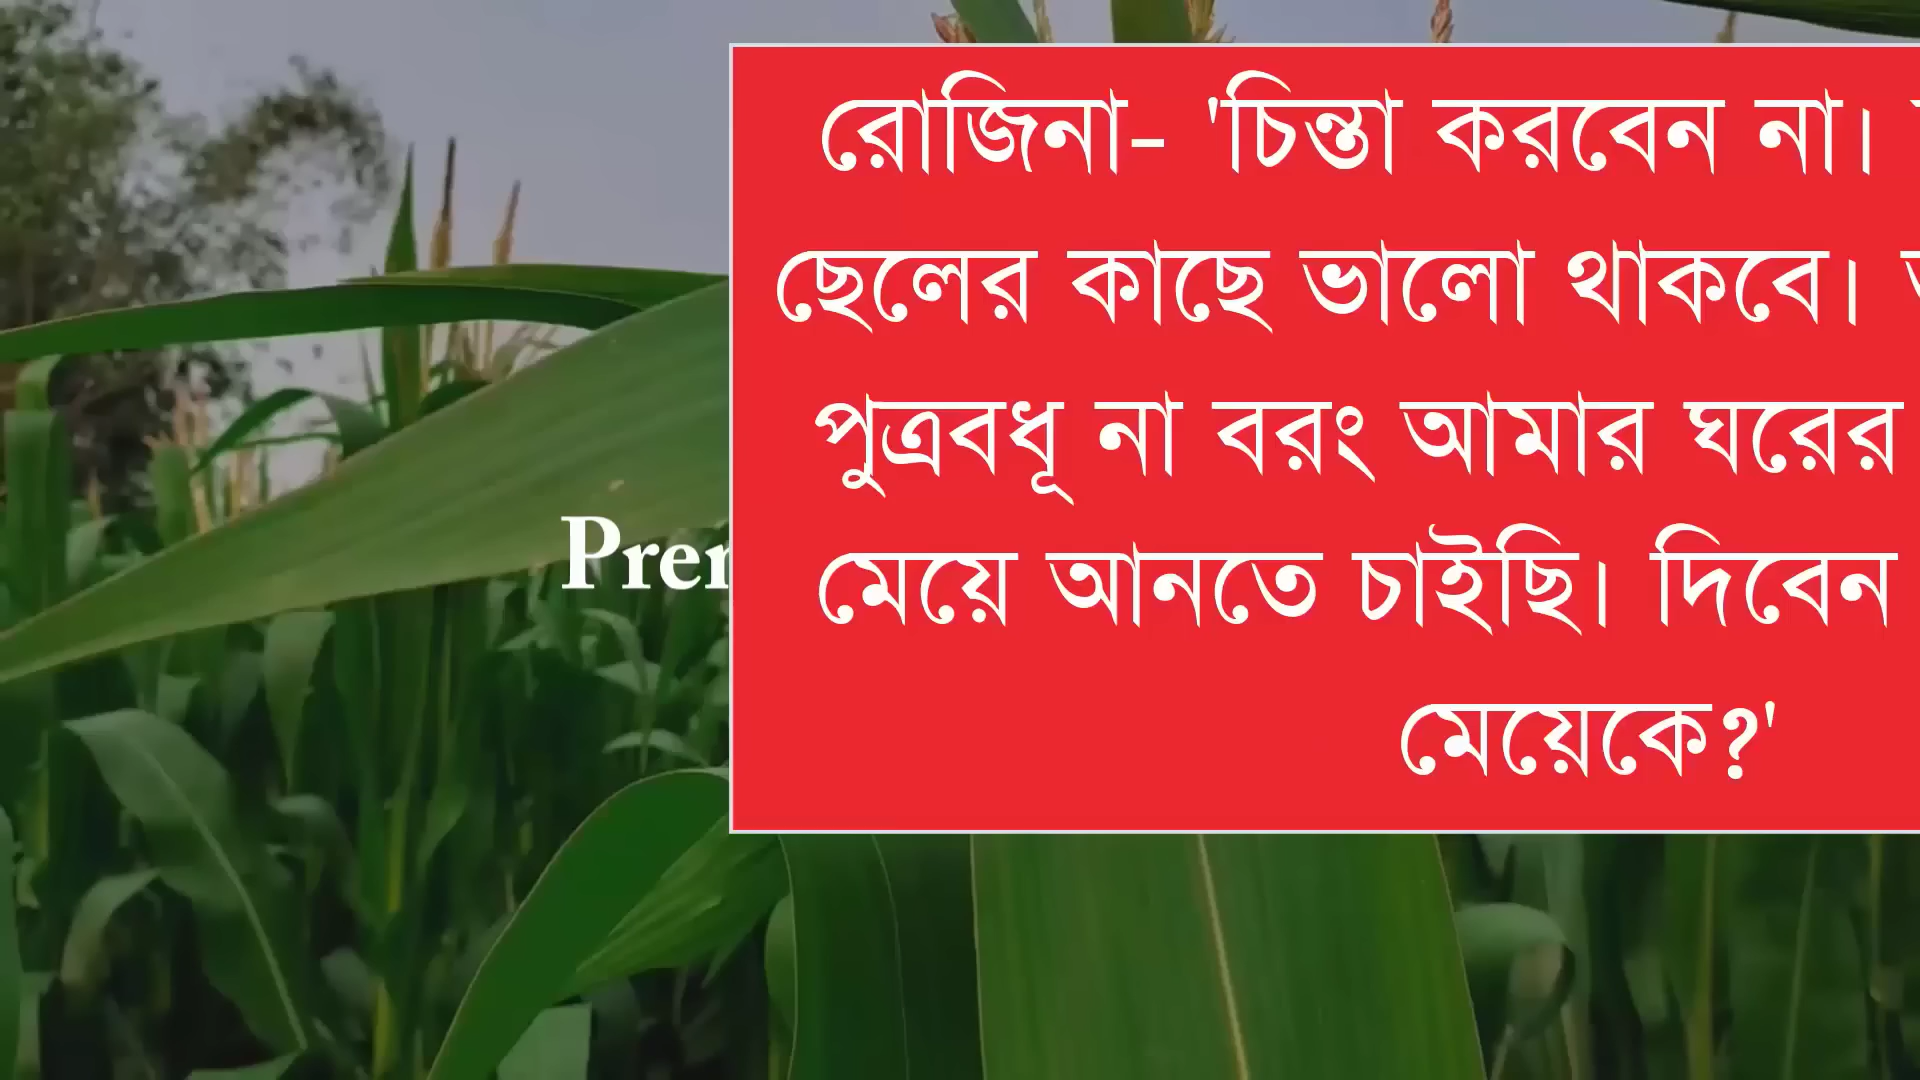 রোজিনা- 'চিন্তা করবেন না।
ছেলের কাছে ভালো থাকবে।
পুত্রবধূ না বরং আমার ঘরের
মেয়ে আনতে চাইছি। দিবেন
মেয়েকে?'